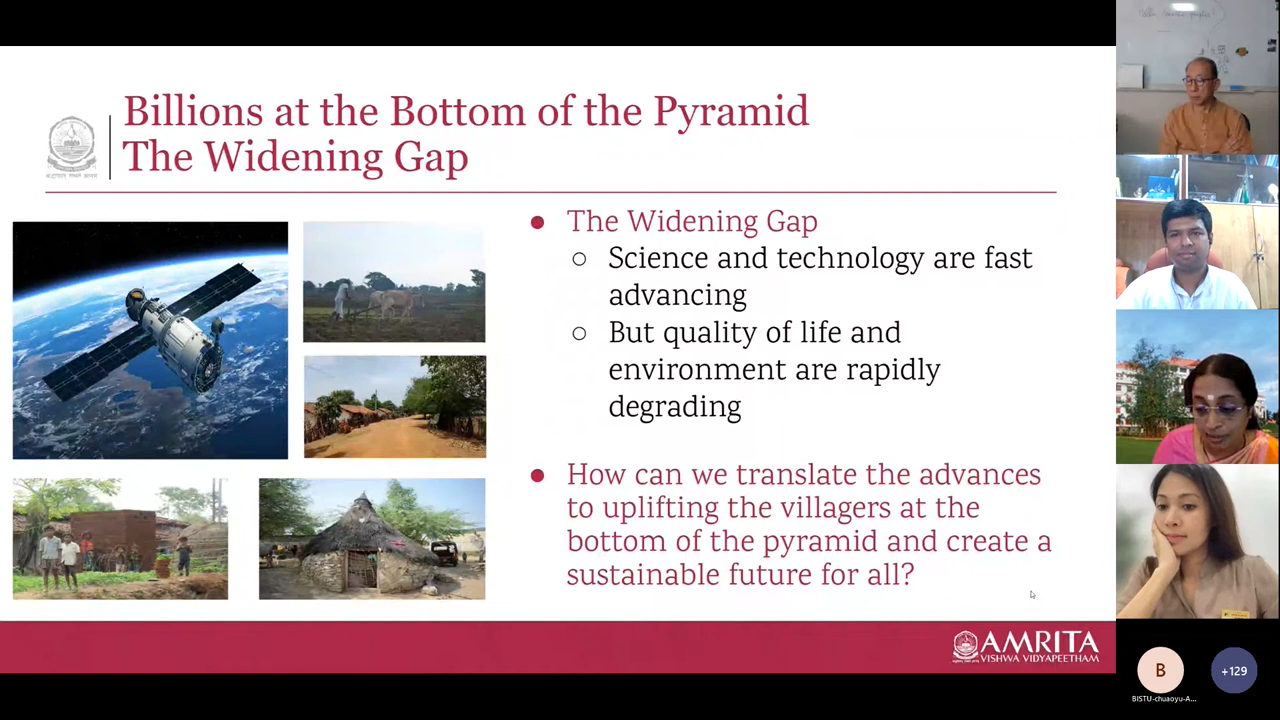 Billions at the Bottom of the Pyramid
The Widening Gap
● The Widening Gap
○ Science and technology are fast
advancing
○ But quality of life and
environment are rapidly
degrading
● How can we translate the advances
to uplifting the villagers at the
bottom of the pyramid and create a
sustainable future for all?
AMRITA
VISHWA VIDYAPEETHAM
B
+129
BISTU-chuaoyu-A...